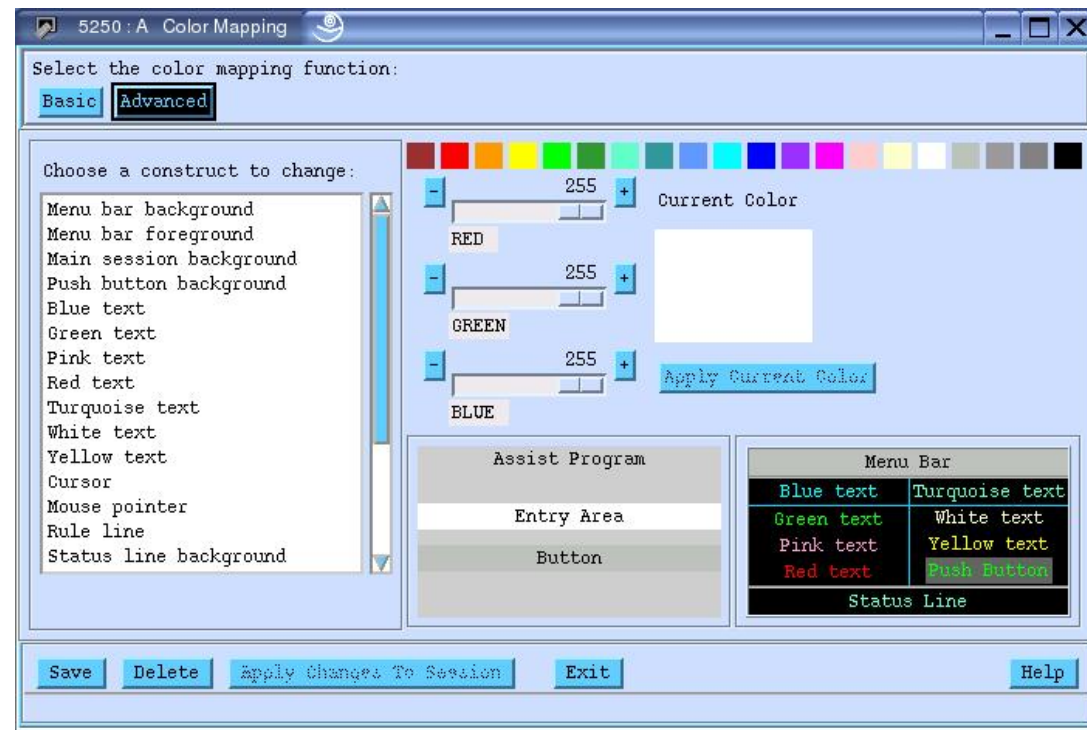 5250 : A Color Mapping
Select the color mapping function:
Basic Advanced
Choose a construct to change:
Menu bar background
Menu bar foreground
Main session background
Push button background
Blue text
Green text
Pink text
Red text
Turquoise text
White text
Yellow text
Cursor
Mouse pointer
Rule line
Status line background
- 255 +
RED
- 255 +
GREEN
- 255 +
BLUE
Current Color
Apply Current Color
Assist Program
Entry Area
Button
Menu Bar
Blue text Turquoise text
Green text White text
Pink text Yellow text
Red text Push Button
Status Line
Save Delete Apply Changes To Session Exit Help